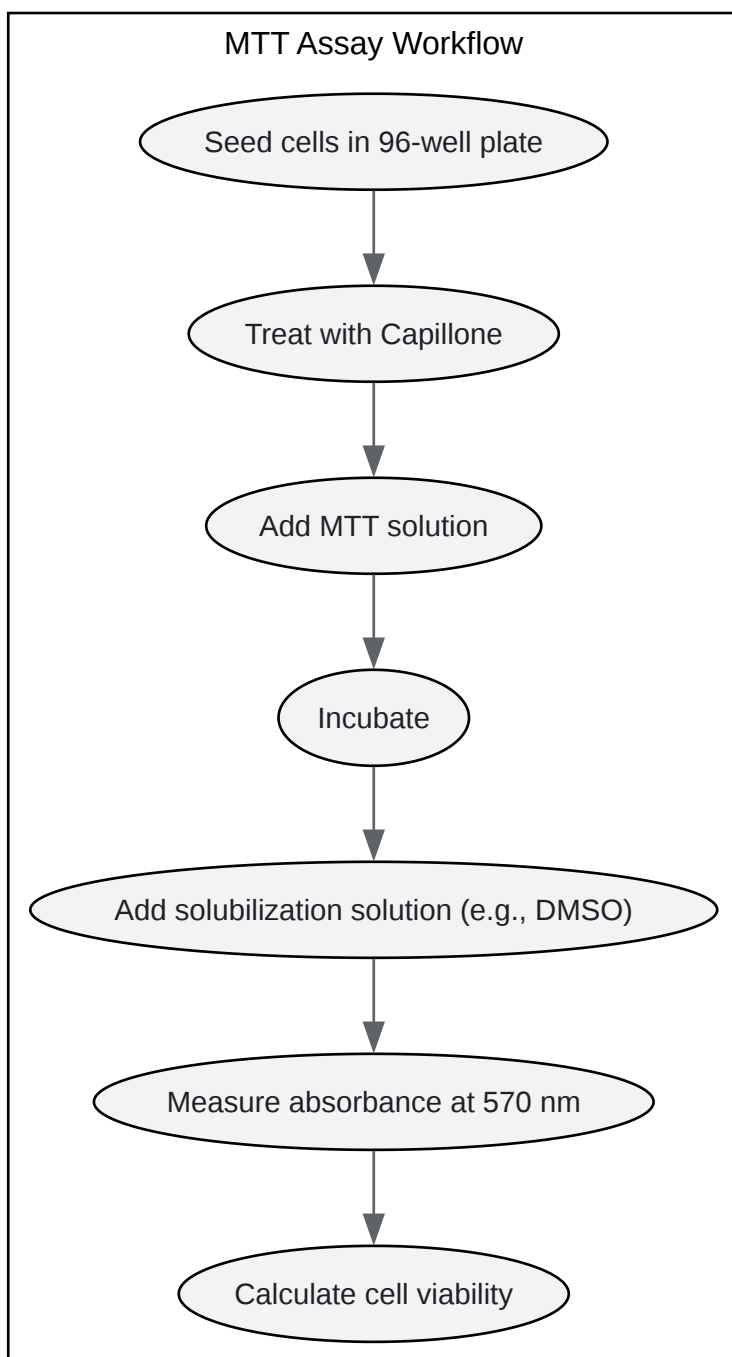 MTT Assay Workflow
Seed cells in 96-well plate
Treat with Capillone
Add MTT solution
Incubate
Add solubilization solution (e.g., DMSO)
Measure absorbance at 570 nm
Calculate cell viability